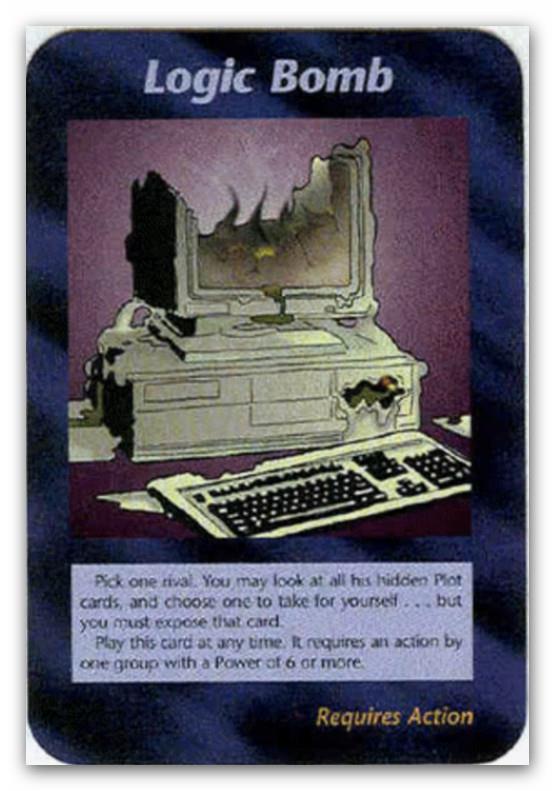 Logic Bomb
Pick one rival. You may look at all his hidden Plot
cards, and choose one to take for yourself . . . but
you must expose that card.
Play this card at any time. It requires an action by
one group with a Power of 6 or more.
Requires Action